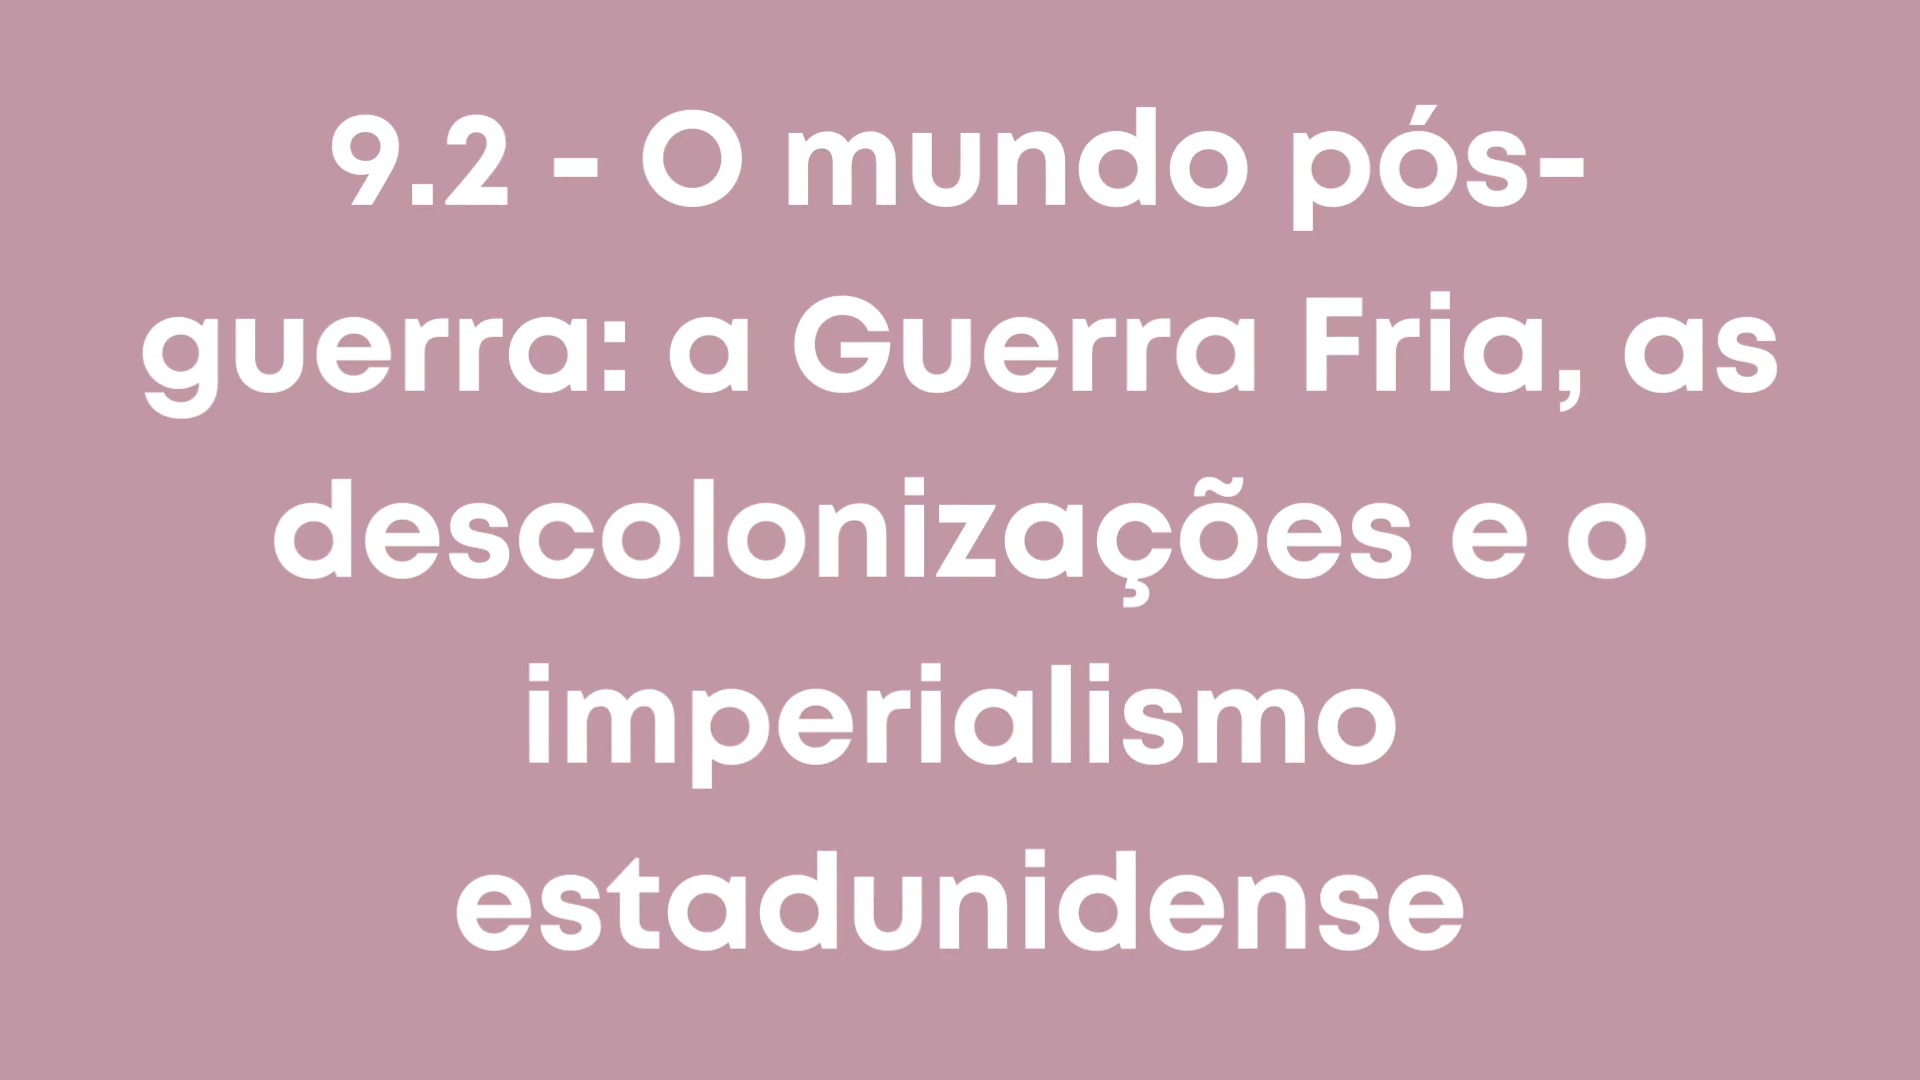 9.2 - O mundo pós-
guerra: a Guerra Fria, as
descolonizações e o
imperialismo
estadunidense